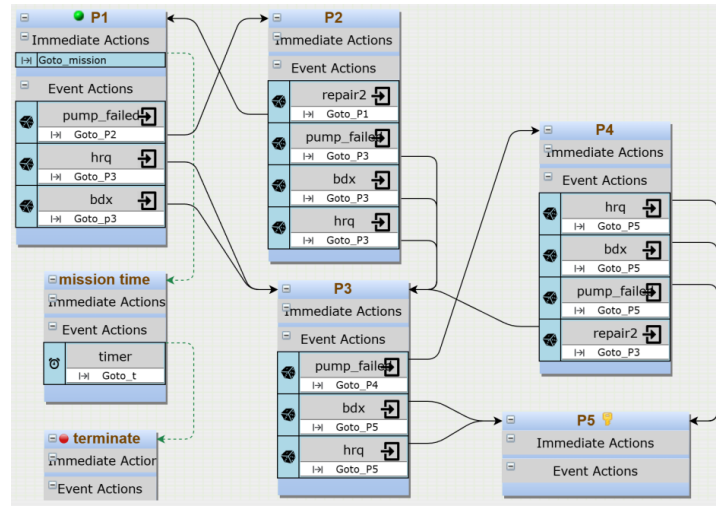 P1
Immediate Actions
Goto_mission
Event Actions
pump_failed
Goto_P2
hrq
Goto_P3
bdx
Goto_p3
mission time
Immediate Actions
Event Actions
timer
Goto_t
terminate
Immediate Action
Event Actions
P2
Immediate Actions
Event Actions
repair2
Goto_P1
pump_failed
Goto_P3
bdx
Goto_P3
hrq
Goto_P3
P3
Immediate Actions
Event Actions
pump_failed
Goto_P4
bdx
Goto_P5
hrq
Goto_P5
P4
Immediate Actions
Event Actions
hrq
Goto_P5
bdx
Goto_P5
pump_failed
Goto_P5
repair2
Goto_P3
P5
Immediate Actions
Event Actions